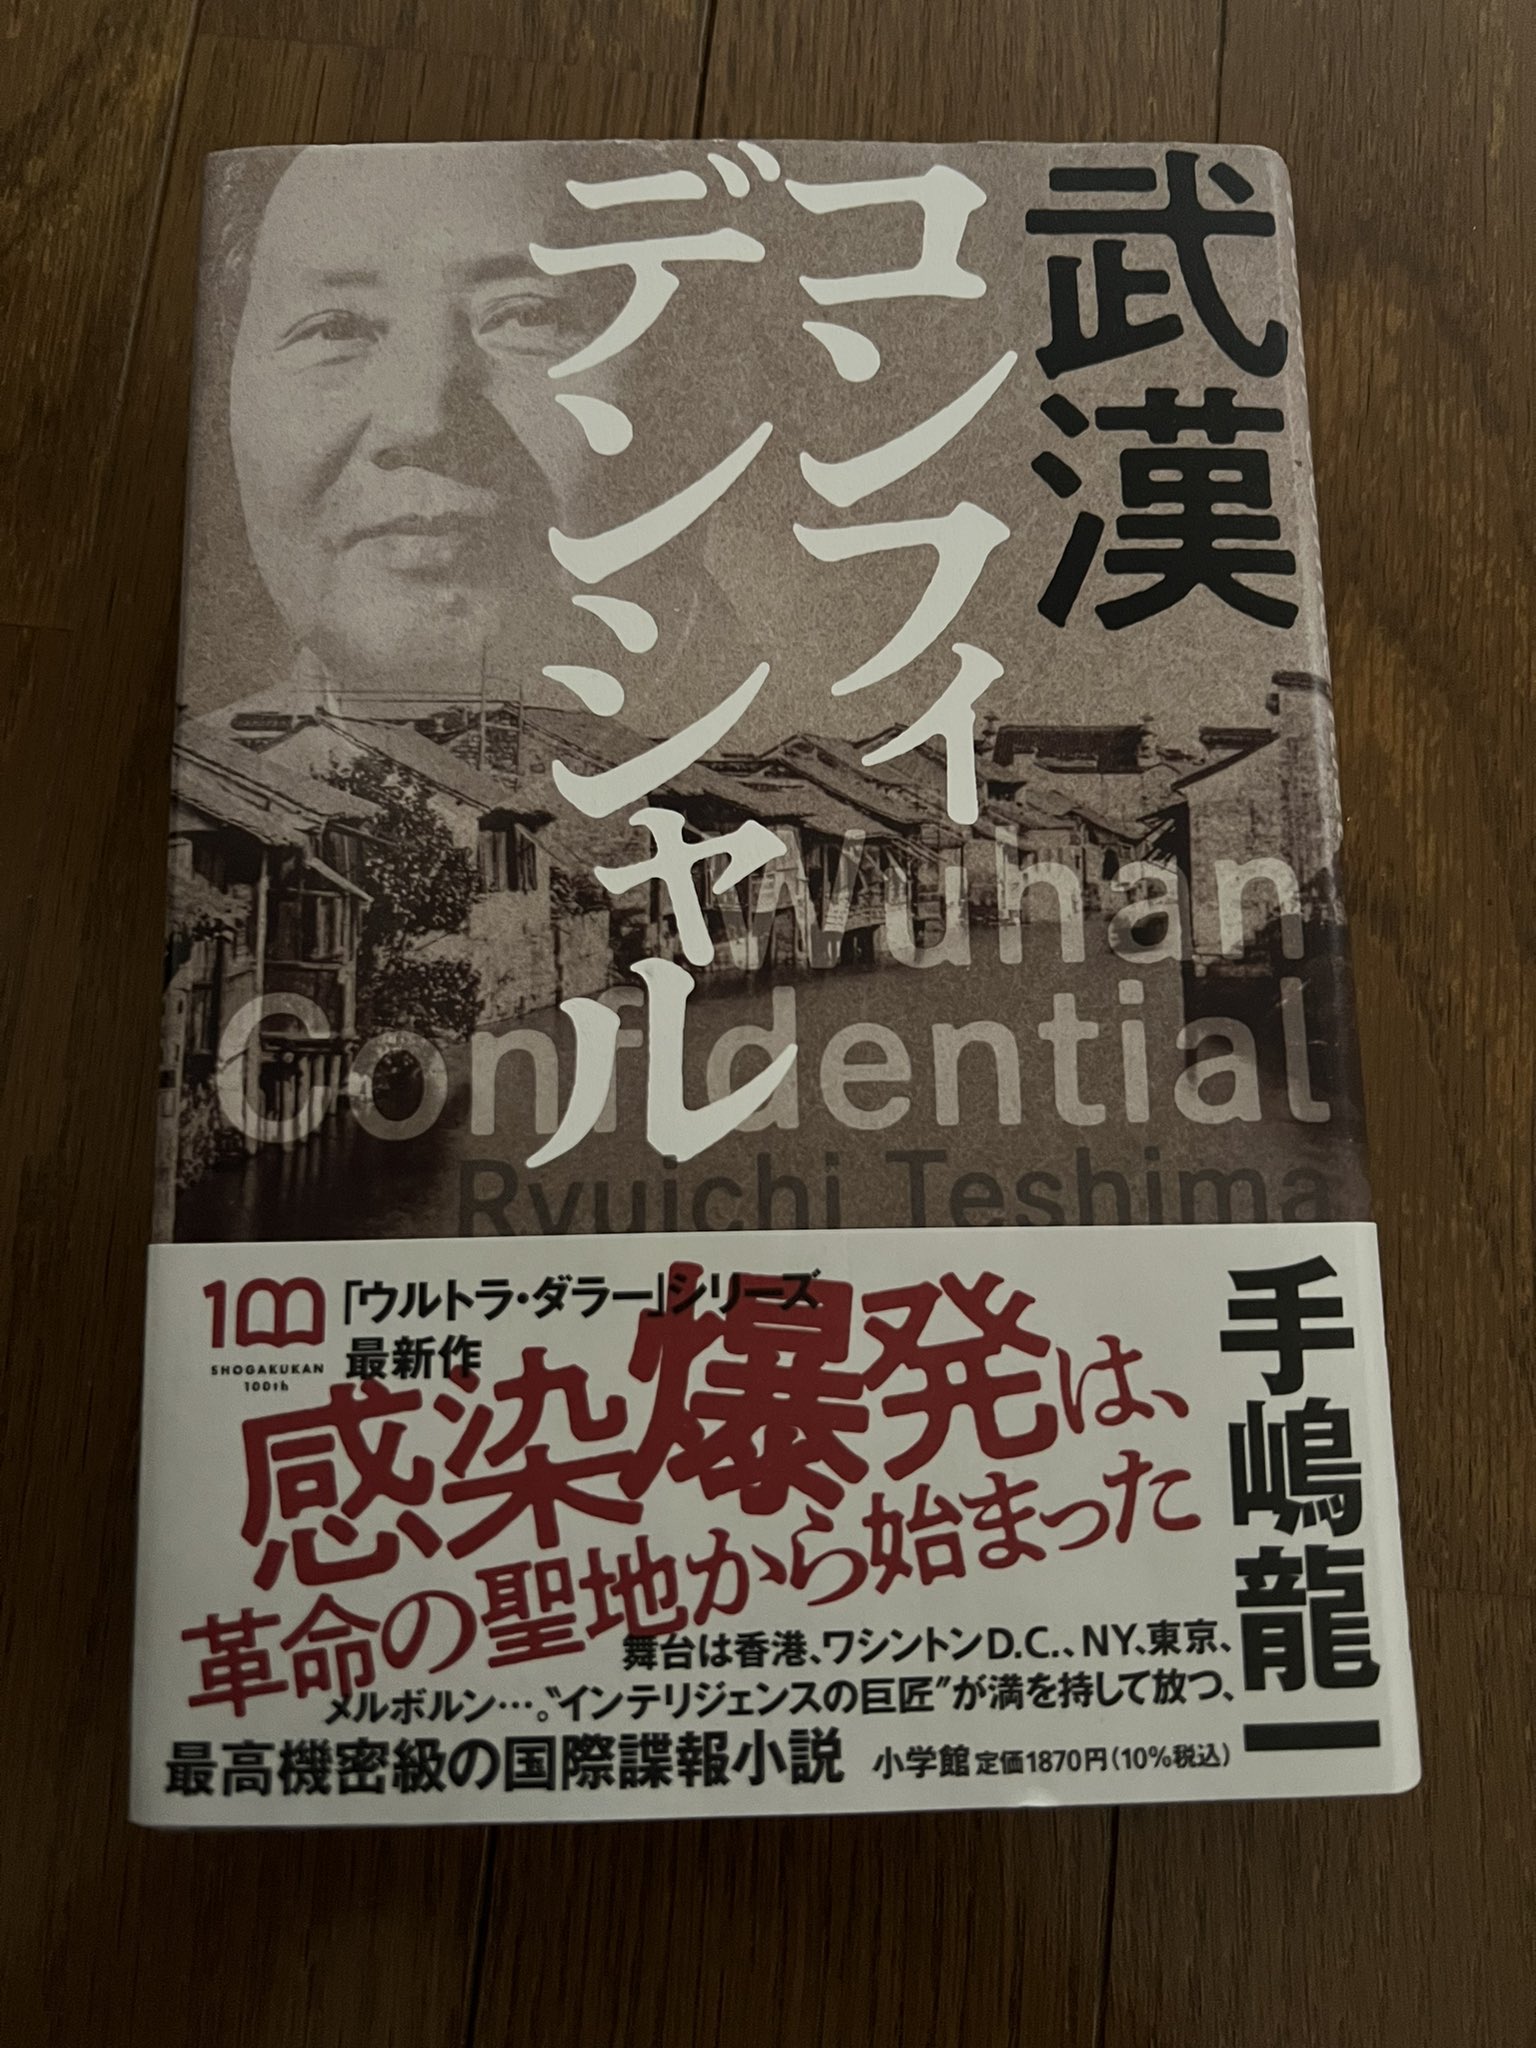 武漢
コンフィ
デンシャル
Wuhan
Confidential
Ryuichi Teshima
手嶋龍一
100
SHOGAKUKAN
100th
「ウルトラ・ダラー」シリーズ
最新作
感染爆発は、
革命の聖地から始まった
舞台は香港、ワシントンD.C.、NY、東京、
メルボルン…。〝インテリジェンスの巨匠〟が満を持して放つ、
最高機密級の国際諜報小説
小学館 定価1870円(10%税込)